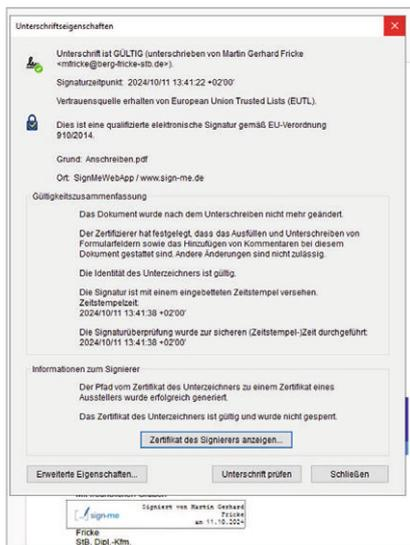 Unterschriftseigenschaften
Unterschrift ist GÜLTIG (unterschrieben von Martin Gerhard Fricke
<mfricke@berg-fricke-stb.de>).
Signaturzeitpunkt: 2024/10/11 13:41:22 +02'00'
Vertrauensquelle erhalten von European Union Trusted Lists (EUTL).
Dies ist eine qualifizierte elektronische Signatur gemäß EU-Verordnung
910/2014.
Grund: Anschreiben.pdf
Ort: SignMeWebApp / www.sign-me.de
Gültigkeitszusammenfassung
Das Dokument wurde nach dem Unterschreiben nicht mehr geändert.
Der Zertifizierer hat festgelegt, dass das Ausfüllen und Unterschreiben von
Formularfeldern sowie das Hinzufügen von Kommentaren bei diesem
Dokument gestattet sind. Andere Änderungen sind nicht zulässig.
Die Identität des Unterzeichners ist gültig.
Die Signatur ist mit einem eingebetteten Zeitstempel versehen.
Zeitstempelzeit:
2024/10/11 13:41:38 +02'00'
Die Signaturüberprüfung wurde zur sicheren (Zeitstempel-)Zeit durchgeführt:
2024/10/11 13:41:38 +02'00'
Informationen zum Signierer
Der Pfad vom Zertifikat des Unterzeichners zu einem Zertifikat eines
Ausstellers wurde erfolgreich generiert.
Das Zertifikat des Unterzeichners ist gültig und wurde nicht gesperrt.
Zertifikat des Signierers anzeigen...
Erweiterte Eigenschaften... Unterschrift prüfen Schließen
sign-me Signiert von Martin Gerhard
Fricke
am 11.10.2024
Fricke
StB, Dipl.-Kfm.